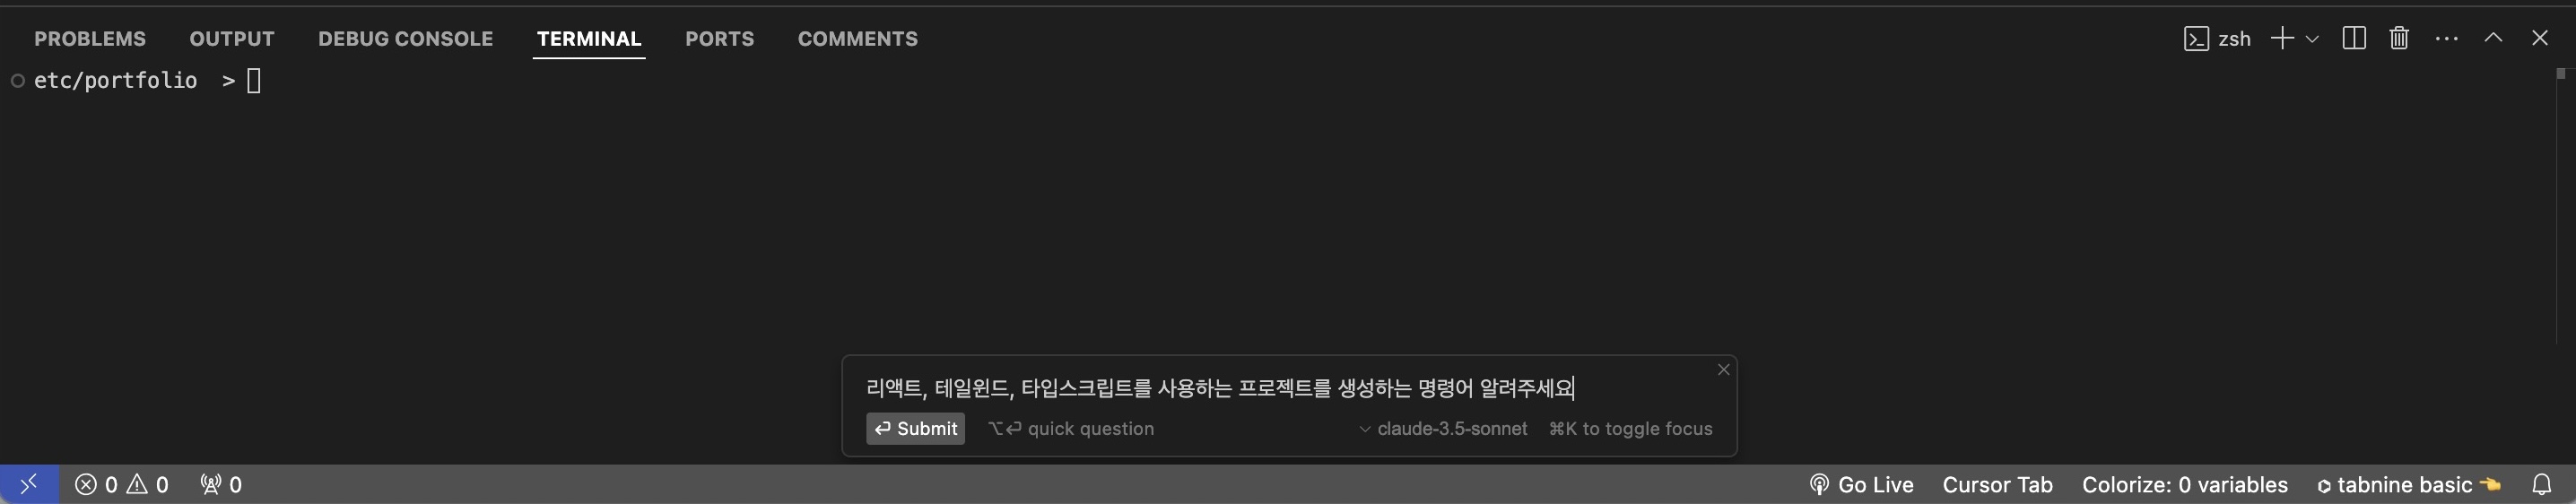 PROBLEMS OUTPUT DEBUG CONSOLE TERMINAL PORTS COMMENTS zsh
etc/portfolio >
리액트, 테일윈드, 타입스크립트를 사용하는 프로젝트를 생성하는 명령어 알려주세요
Submit quick question claude-3.5-sonnet ⌘K to toggle focus
0 0 0 Go Live Cursor Tab Colorize: 0 variables tabnine basic